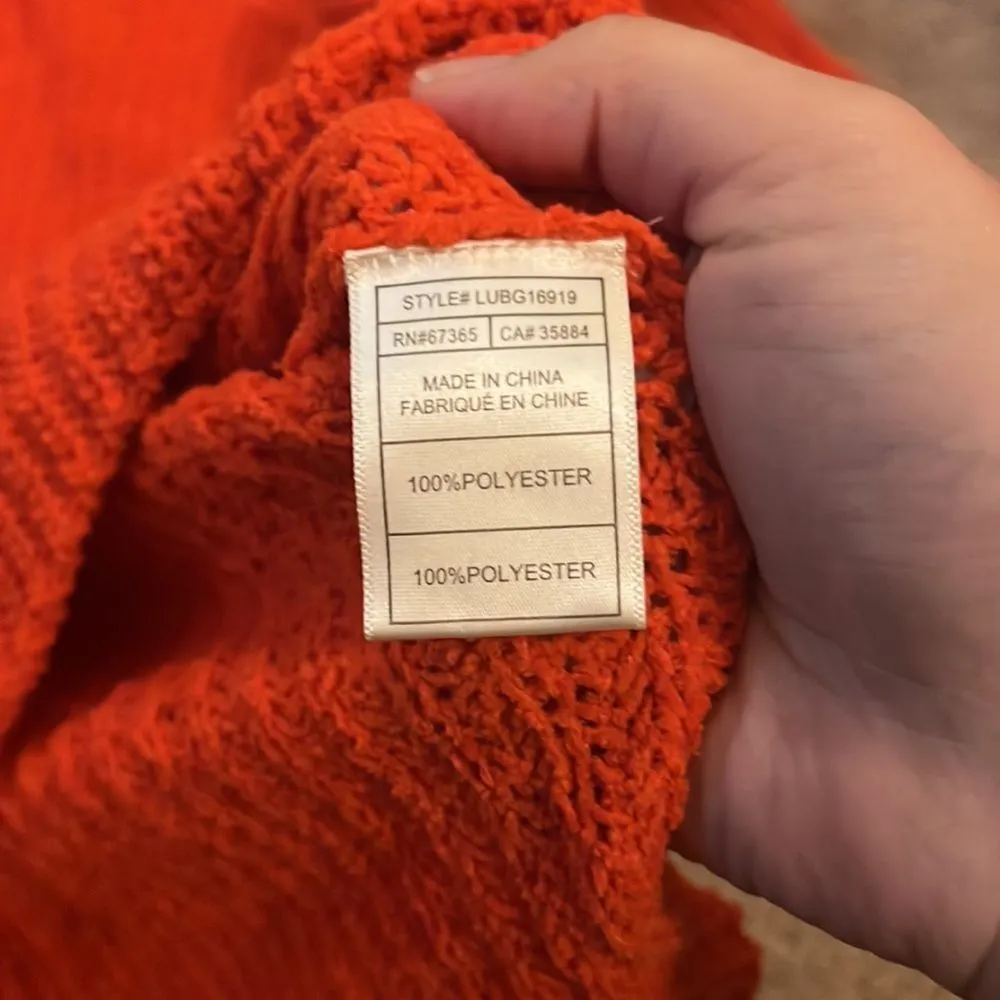 STYLE# LUBG16919
RN#67365 CA# 35884
MADE IN CHINA
FABRIQUÉ EN CHINE
100%POLYESTER
100%POLYESTER